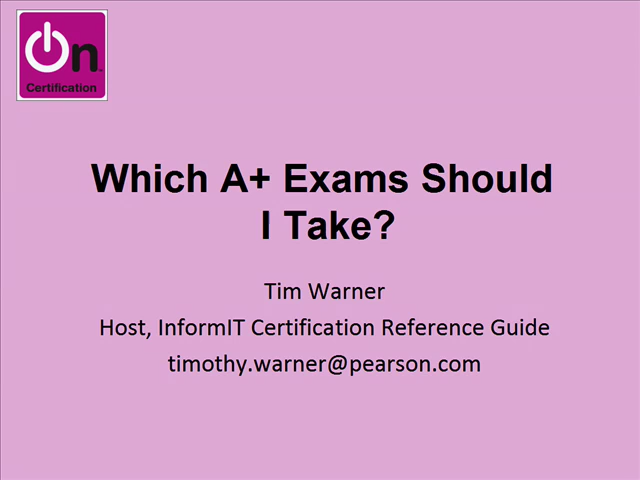 On
Certification
Which A+ Exams Should
I Take?
Tim Warner
Host, InformIT Certification Reference Guide
timothy.warner@pearson.com